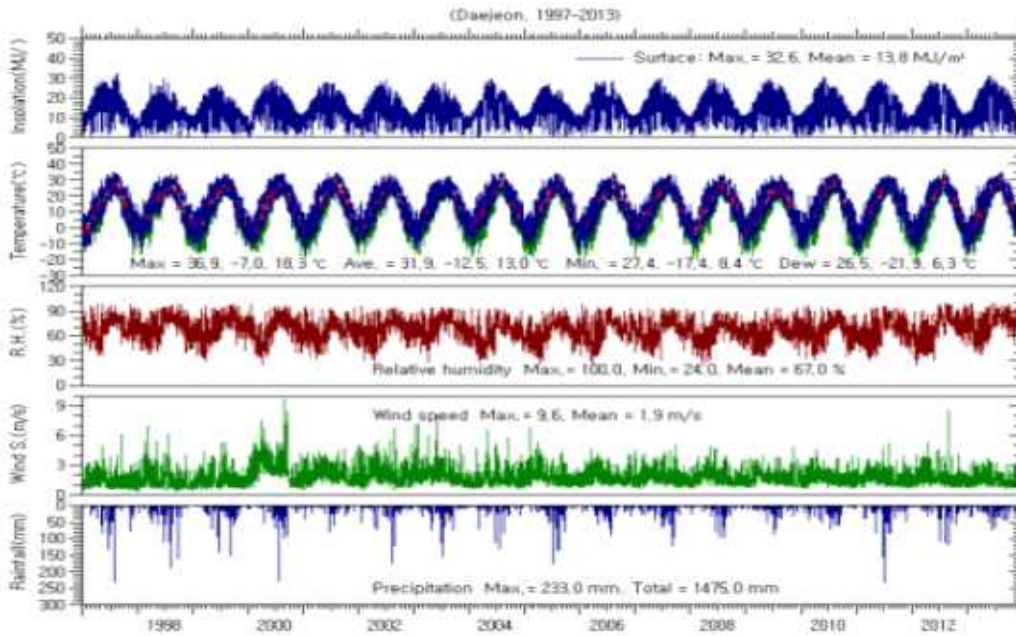 (Daejeon, 1997-2013)
Insolation(MJ/)
50
40
30
20
10
0
Surface: Max,= 32,6, Mean = 13,8 MJ/m²
Temperature(℃)
50
40
30
20
10
0
-10
-20
-30
Max = 36,9, -7,0, 18,3 ℃ Ave, = 31,9, -12,5, 13,0 ℃ Min, = 27,4, -17,4, 8,4 ℃ Dew = 26,5, -21,9, 6,3 ℃
R.H.(%)
120
90
60
30
0
Relative humidity Max,= 100,0, Min,= 24,0, Mean = 67,0 %
Wind S.(m/s)
9
6
3
0
Wind speed Max,= 9,6, Mean = 1,9 m/s
Rainfall(mm)
0
50
100
150
200
250
300
Precipitation Max,= 233,0 mm, Total = 1475,0 mm
1998 2000 2002 2004 2006 2008 2010 2012